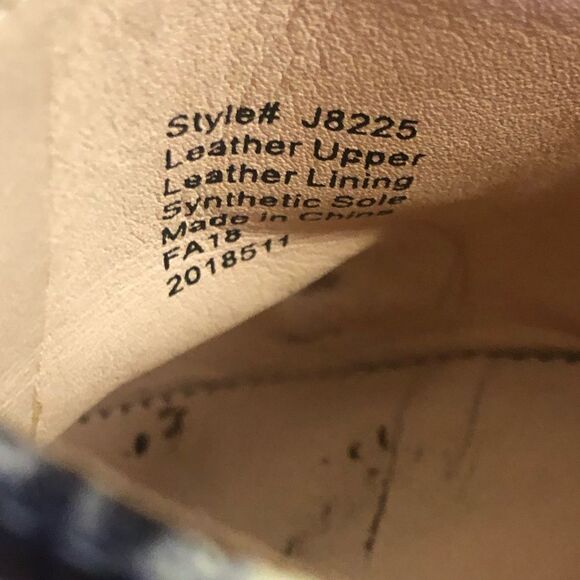 Style# J8225
Leather Upper
Leather Lining
Synthetic Sole
Made in China
FA18
2018511